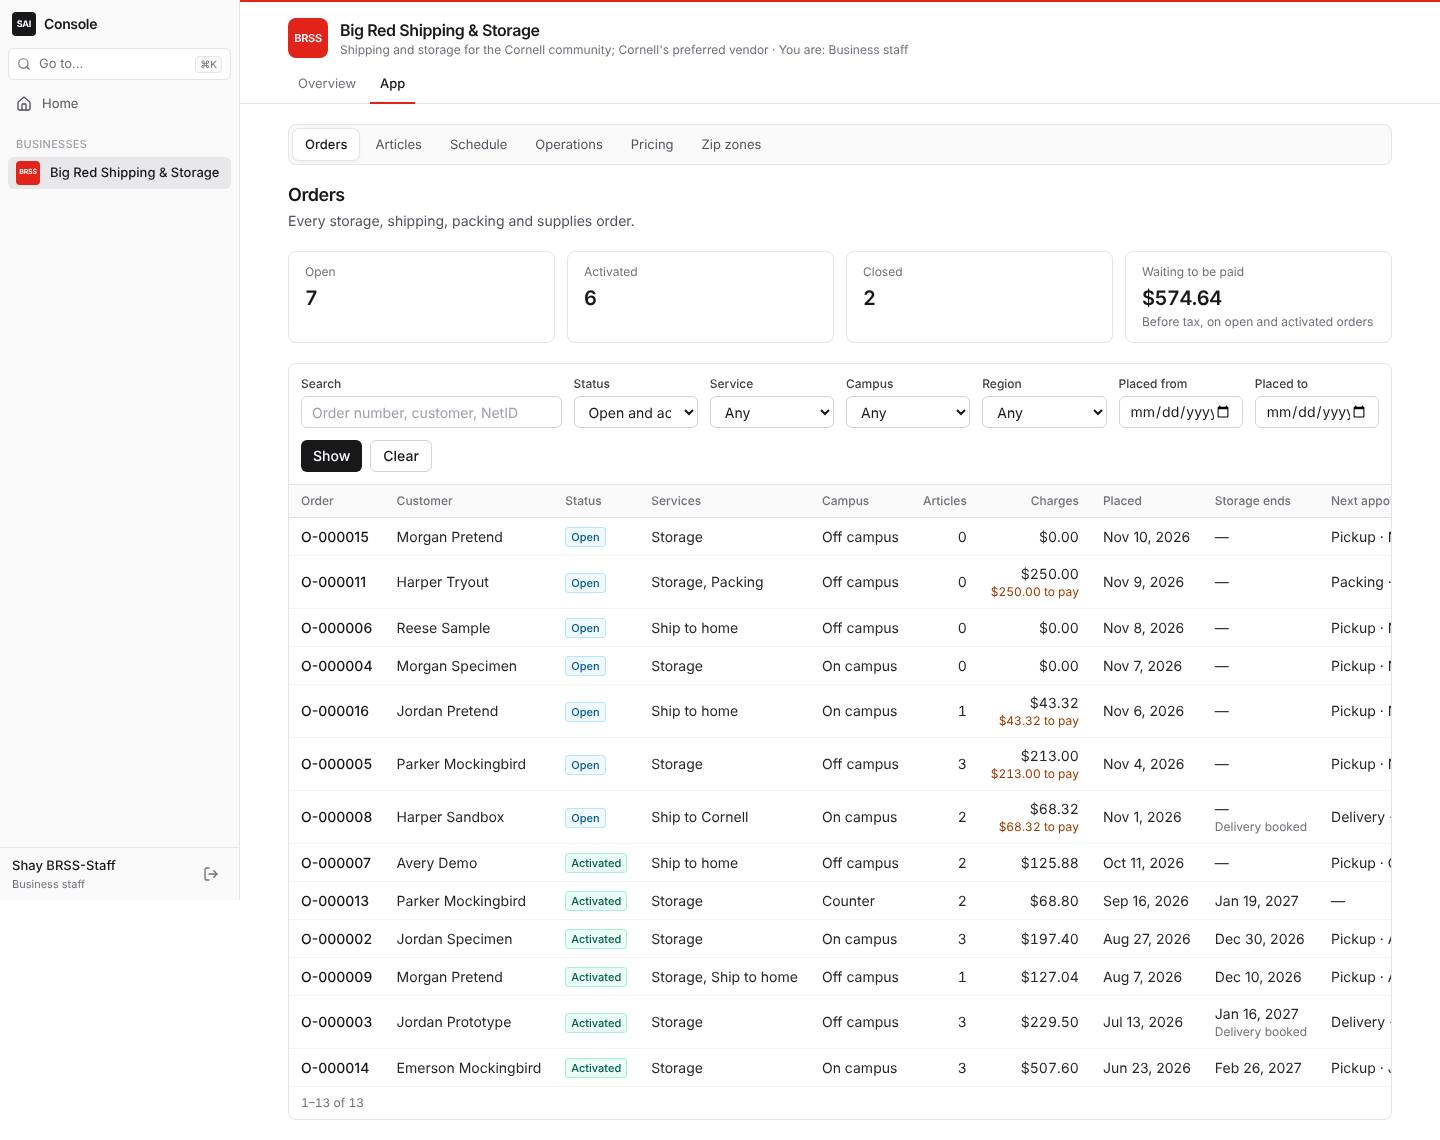 SAI Console
Go to... ⌘K
Home
BUSINESSES
BRSS Big Red Shipping & Storage
Shay BRSS-Staff
Business staff
BRSS
Big Red Shipping & Storage
Shipping and storage for the Cornell community; Cornell's preferred vendor · You are: Business staff
Overview App
Orders Articles Schedule Operations Pricing Zip zones
Orders
Every storage, shipping, packing and supplies order.
Open Activated Closed Waiting to be paid
7 6 2 $574.64
Before tax, on open and activated orders
Search Status Service Campus Region Placed from Placed to
Order number, customer, NetID Open and ac Any Any Any mm/dd/yyyy mm/dd/yyyy
Show Clear
Order Customer Status Services Campus Articles Charges Placed Storage ends Next appo
O-000015 Morgan Pretend Open Storage Off campus 0 $0.00 Nov 10, 2026 — Pickup ·
O-000011 Harper Tryout Open Storage, Packing Off campus 0 $250.00 Nov 9, 2026 — Packing ·
$250.00 to pay
O-000006 Reese Sample Open Ship to home Off campus 0 $0.00 Nov 8, 2026 — Pickup ·
O-000004 Morgan Specimen Open Storage On campus 0 $0.00 Nov 7, 2026 — Pickup ·
O-000016 Jordan Pretend Open Ship to home On campus 1 $43.32 Nov 6, 2026 — Pickup ·
$43.32 to pay
O-000005 Parker Mockingbird Open Storage Off campus 3 $213.00 Nov 4, 2026 — Pickup ·
$213.00 to pay
O-000008 Harper Sandbox Open Ship to Cornell On campus 2 $68.32 Nov 1, 2026 — Delivery ·
$68.32 to pay Delivery booked
O-000007 Avery Demo Activated Ship to home Off campus 2 $125.88 Oct 11, 2026 — Pickup ·
O-000013 Parker Mockingbird Activated Storage Counter 2 $68.80 Sep 16, 2026 Jan 19, 2027 —
O-000002 Jordan Specimen Activated Storage On campus 3 $197.40 Aug 27, 2026 Dec 30, 2026 Pickup ·
O-000009 Morgan Pretend Activated Storage, Ship to home Off campus 1 $127.04 Aug 7, 2026 Dec 10, 2026 Pickup ·
O-000003 Jordan Prototype Activated Storage Off campus 3 $229.50 Jul 13, 2026 Jan 16, 2027 Delivery ·
Delivery booked
O-000014 Emerson Mockingbird Activated Storage On campus 3 $507.60 Jun 23, 2026 Feb 26, 2027 Pickup ·
1–13 of 13